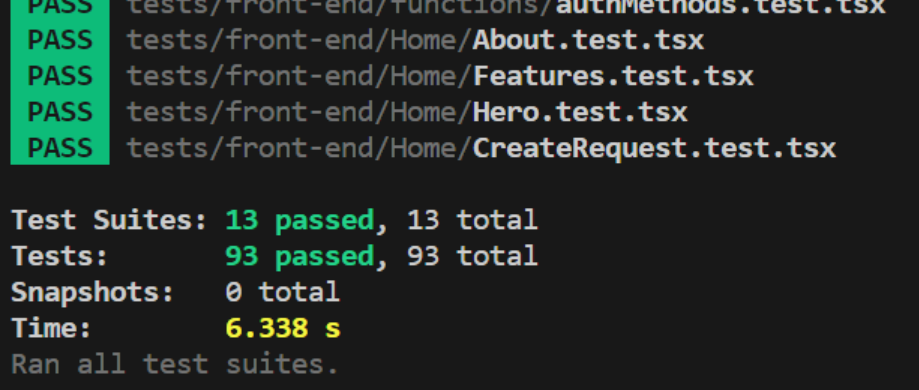 PASS tests/front-end/functions/authMethods.test.tsx
PASS tests/front-end/Home/About.test.tsx
PASS tests/front-end/Home/Features.test.tsx
PASS tests/front-end/Home/Hero.test.tsx
PASS tests/front-end/Home/CreateRequest.test.tsx
Test Suites: 13 passed, 13 total
Tests: 93 passed, 93 total
Snapshots: 0 total
Time: 6.338 s
Ran all test suites.